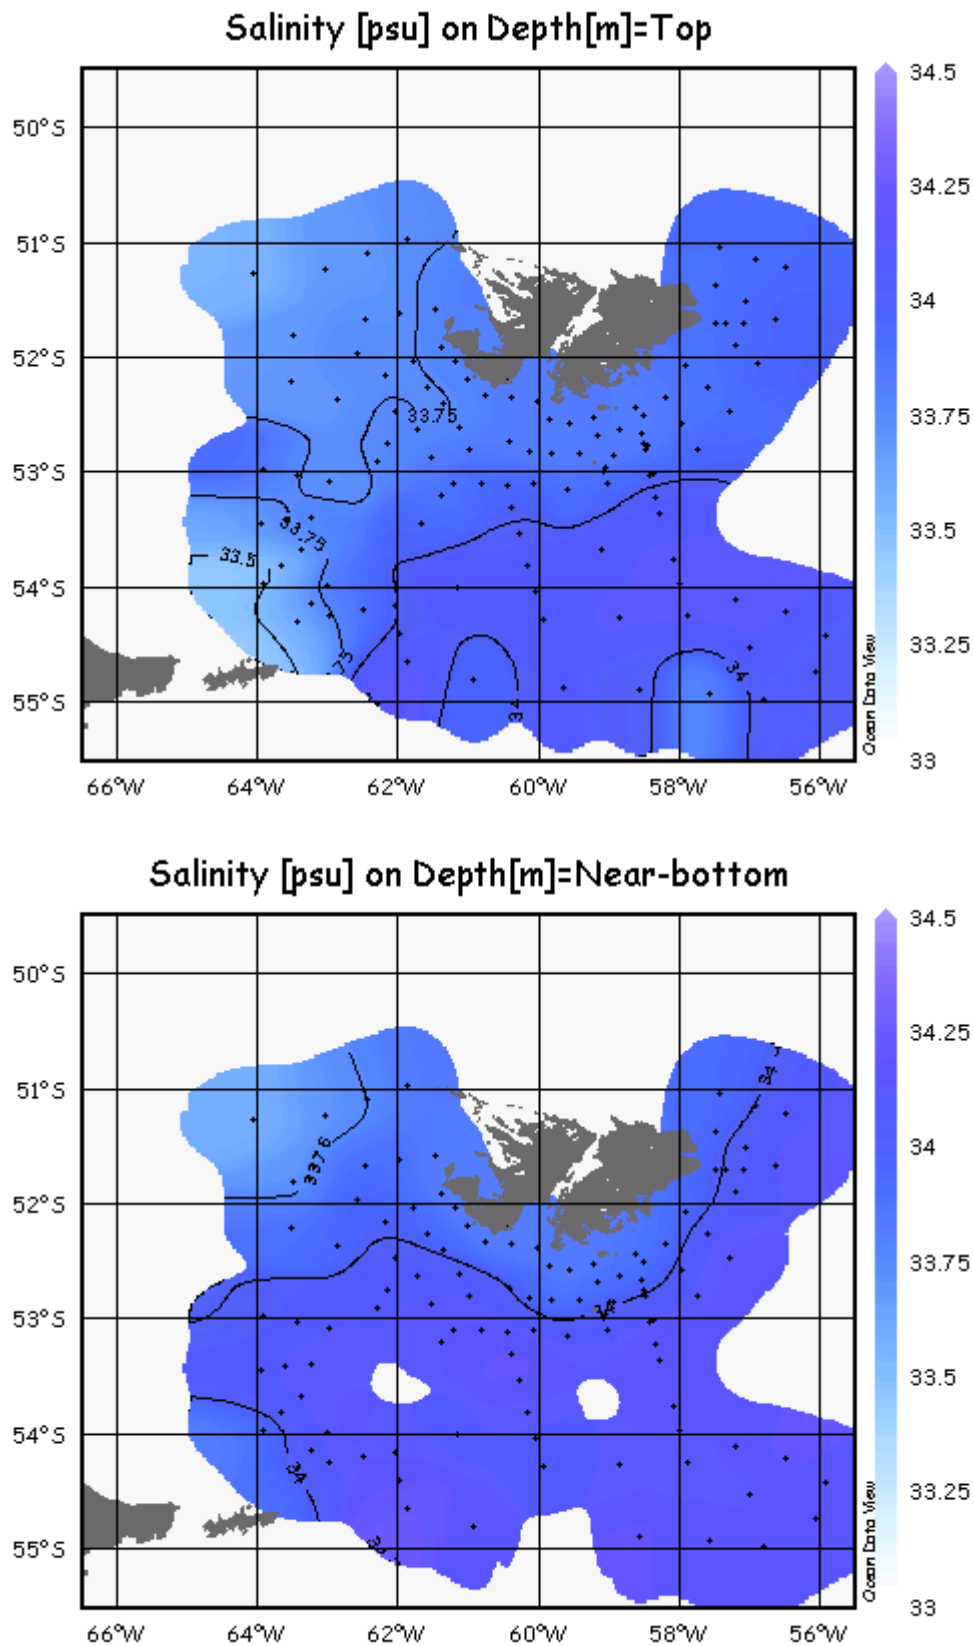 Salinity [psu] on Depth[m]=Top
50°S
51°S
52°S
53°S
54°S
55°S
66°W
64°W
62°W
60°W
58°W
56°W
33.75
33.75
33.5
34
34
34.5
34.25
34
33.75
33.5
33.25
33
Ocean Data View
Salinity [psu] on Depth[m]=Near-bottom
50°S
51°S
52°S
53°S
54°S
55°S
66°W
64°W
62°W
60°W
58°W
56°W
34
33.75
34
34
34.5
34.25
34
33.75
33.5
33.25
33
Ocean Data View